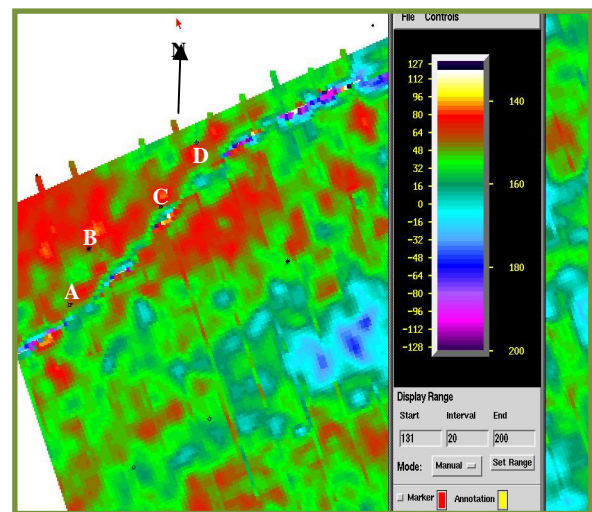 N
D
C
B
A
File Controls
127
112
96
80
64
48
32
16
0
-16
-32
-48
-64
-80
-96
-112
-128
140
160
180
200
Display Range
Start Interval End
131 20 200
Mode: Manual Set Range
Marker Annotation